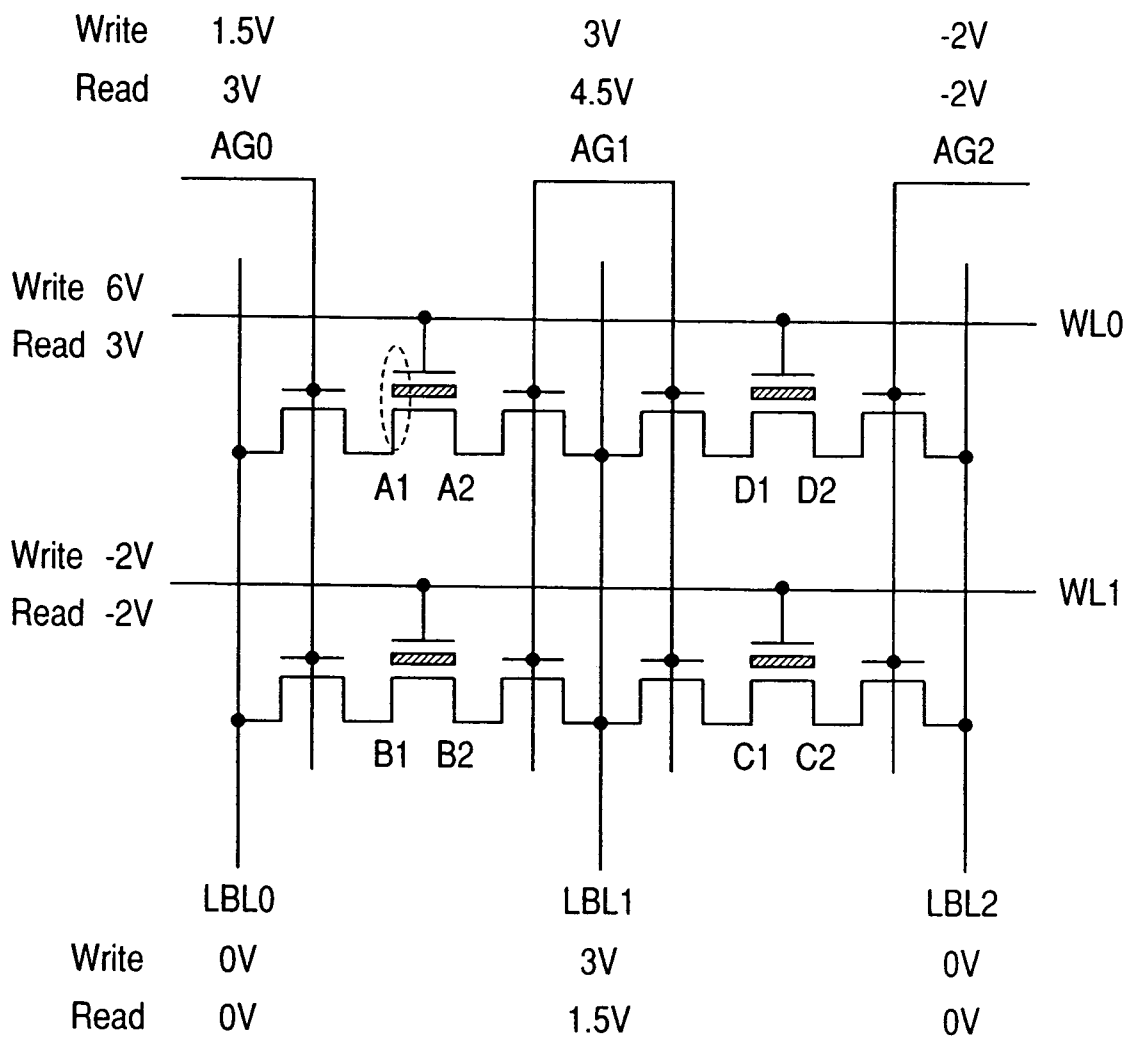 Write 1.5V 3V -2V
Read 3V 4.5V -2V
AG0 AG1 AG2
Write 6V
WL0
Read 3V
A1 A2 D1 D2
Write -2V
WL1
Read -2V
B1 B2 C1 C2
LBL0 LBL1 LBL2
Write 0V 3V 0V
Read 0V 1.5V 0V